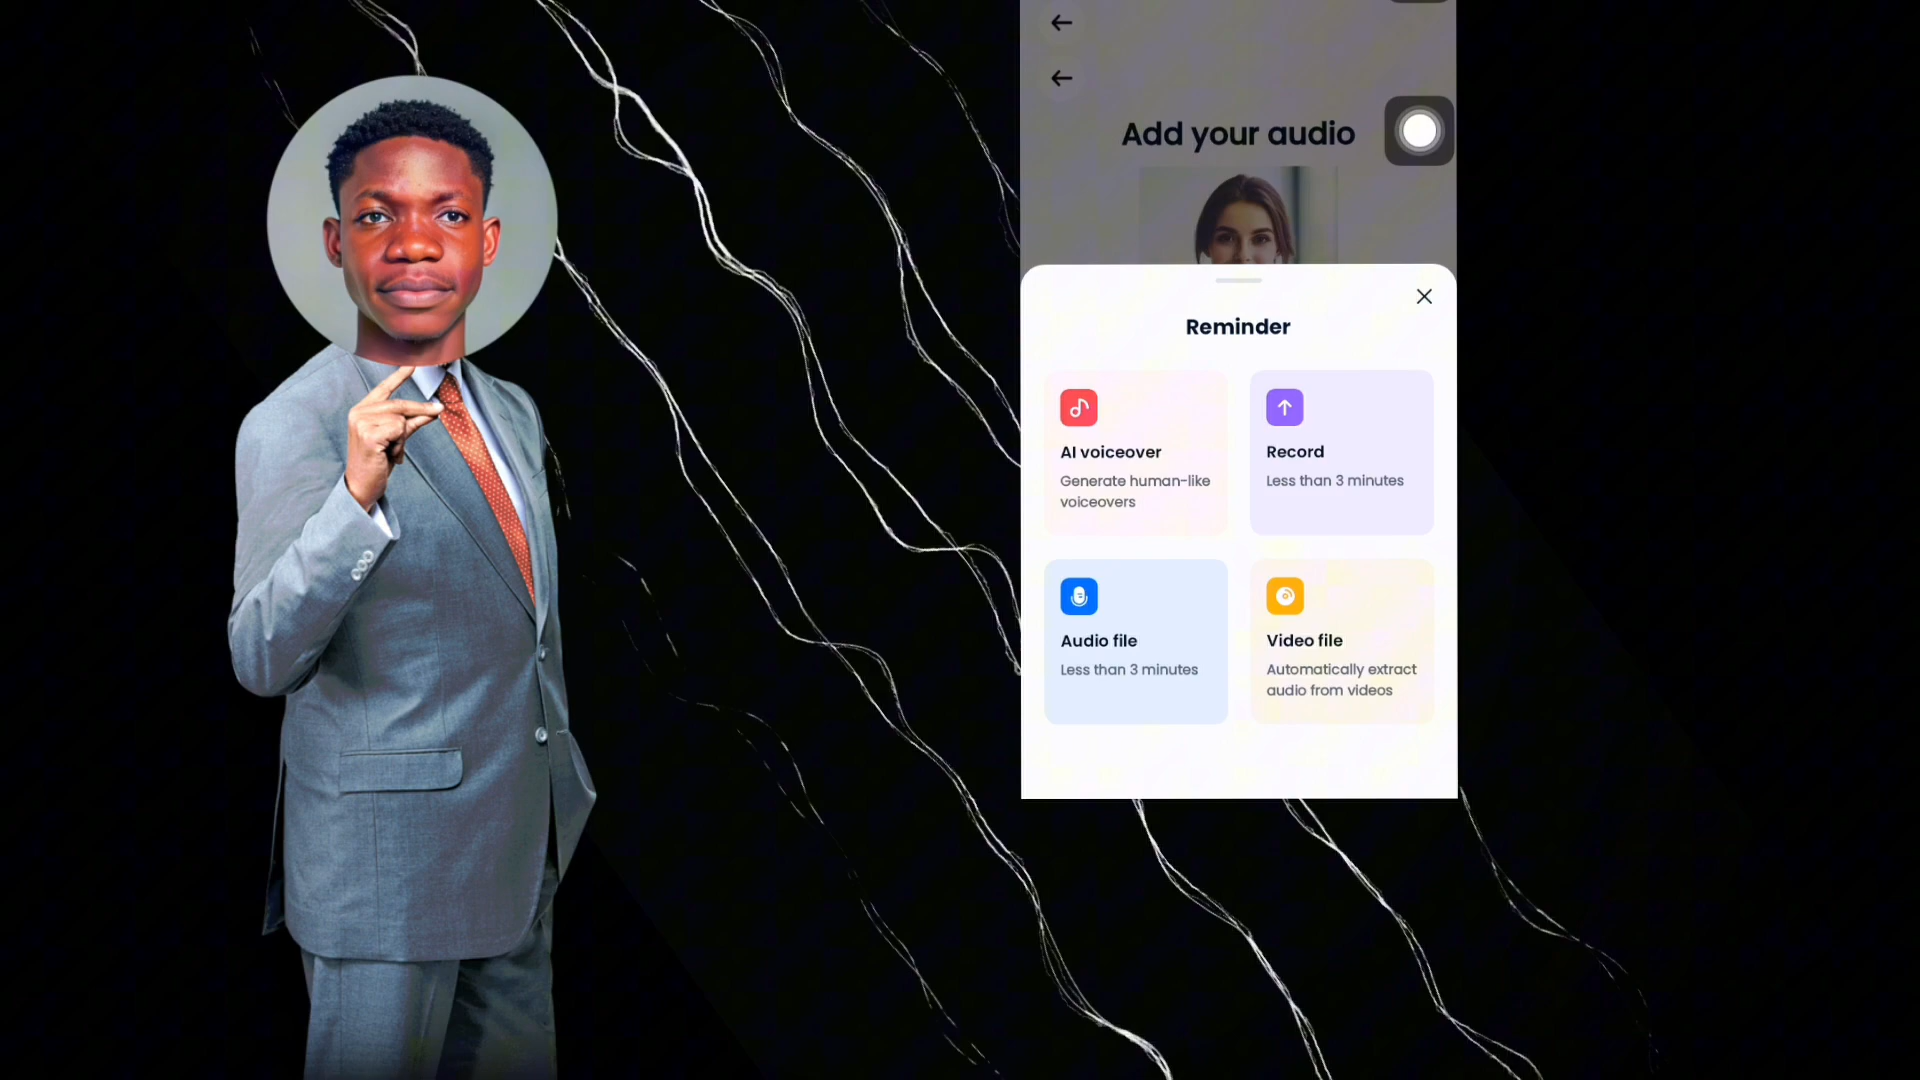 Add your audio
Reminder
AI voiceover
Generate human-like
voiceovers
Record
Less than 3 minutes
Audio file
Less than 3 minutes
Video file
Automatically extract
audio from videos